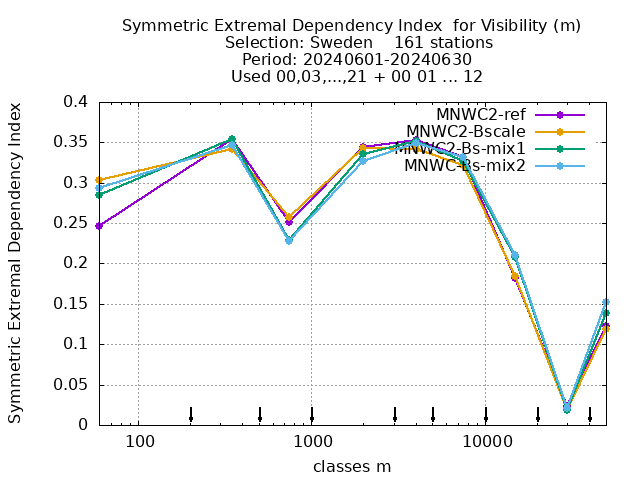 Symmetric Extremal Dependency Index  for Visibility (m)
Selection: Sweden    161 stations
Period: 20240601-20240630
Used 00,03,...,21 + 00 01 ... 12
Symmetric Extremal Dependency Index
0.4
0.35
0.3
0.25
0.2
0.15
0.1
0.05
0
MNWC2-ref
MNWC2-Bscale
MNWC2-Bs-mix1
MNWC-Bs-mix2
100
1000
10000
classes m